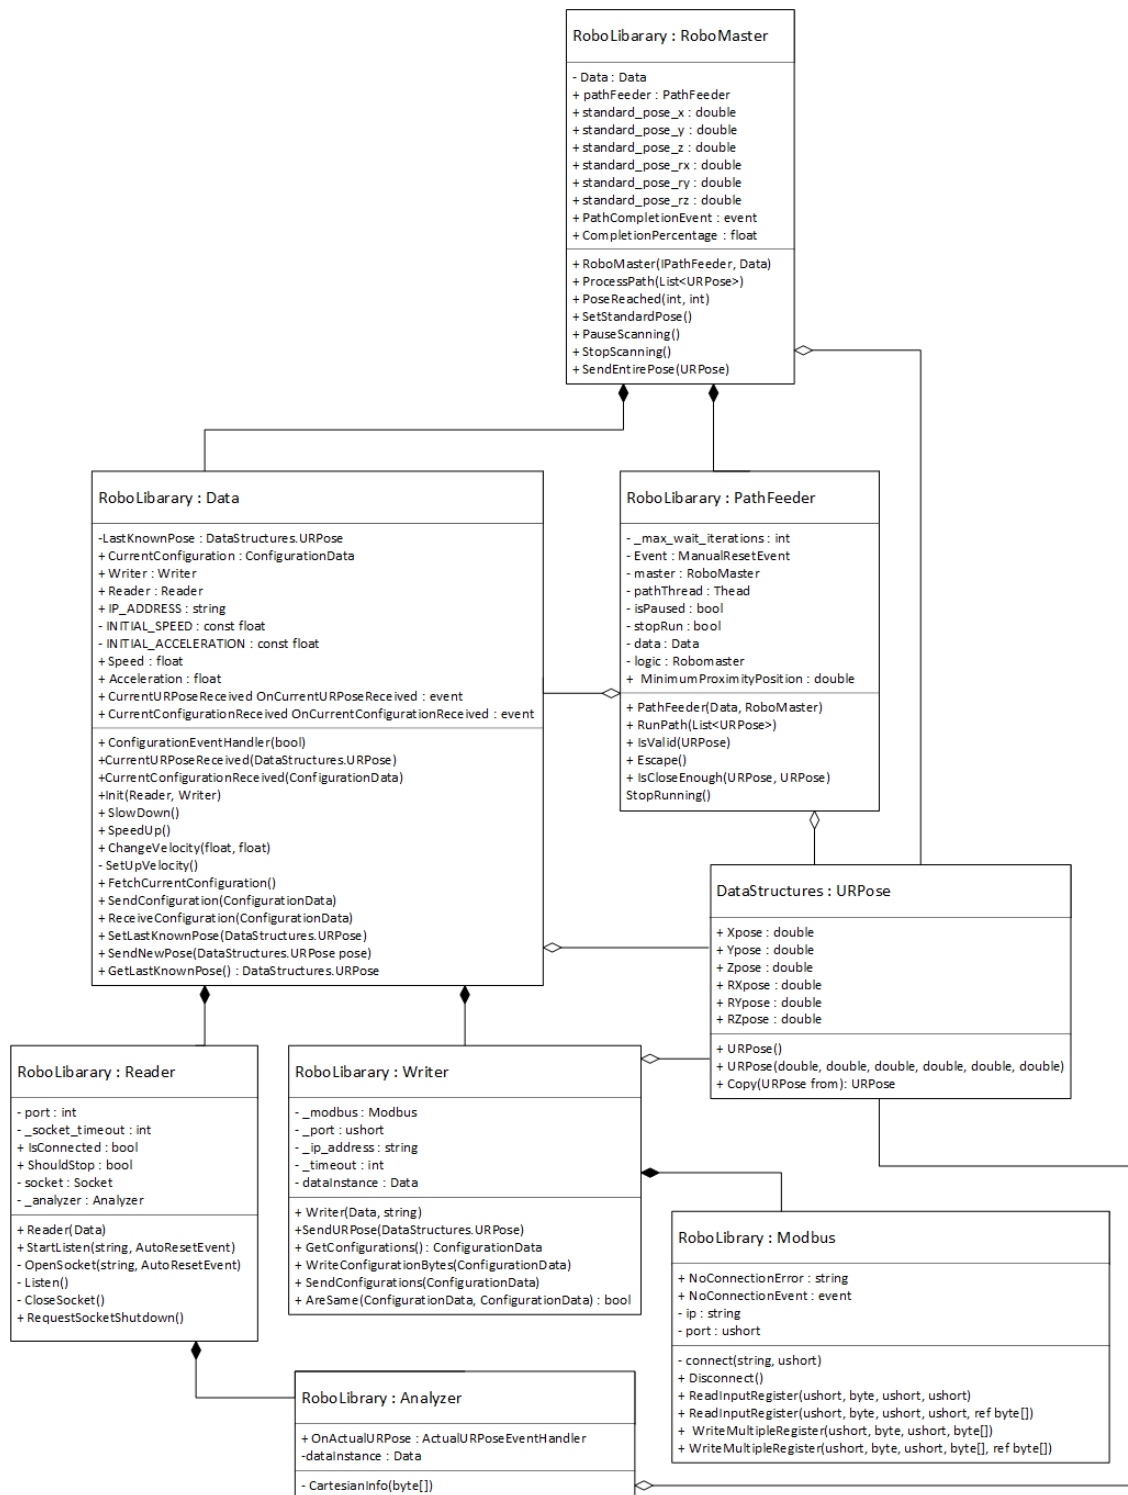 RoboLibarary : RoboMaster
- Data : Data
+ pathFeeder : PathFeeder
+ standard_pose_x : double
+ standard_pose_y : double
+ standard_pose_z : double
+ standard_pose_rx : double
+ standard_pose_ry : double
+ standard_pose_rz : double
+ PathCompletionEvent : event
+ CompletionPercentage : float
+ RoboMaster(IPathFeeder, Data)
+ ProcessPath(List<URPose>)
+ PoseReached(int, int)
+ SetStandardPose()
+ PauseScanning()
+ StopScanning()
+ SendEntirePose(URPose)
RoboLibarary : Data
-LastKnownPose : DataStructures.URPose
+ CurrentConfiguration : ConfigurationData
+ Writer : Writer
+ Reader : Reader
+ IP_ADDRESS : string
- INITIAL_SPEED : const float
- INITIAL_ACCELERATION : const float
+ Speed : float
+ Acceleration : float
+ CurrentURPoseReceived OnCurrentURPoseReceived : event
+ CurrentConfigurationReceived OnCurrentConfigurationReceived : event
+ ConfigurationEventHandler(bool)
+CurrentURPoseReceived(DataStructures.URPose)
+CurrentConfigurationReceived(ConfigurationData)
+Init(Reader, Writer)
+ SlowDown()
+ SpeedUp()
+ ChangeVelocity(float, float)
- SetUpVelocity()
+ FetchCurrentConfiguration()
+ SendConfiguration(ConfigurationData)
+ ReceiveConfiguration(ConfigurationData)
+ SetLastKnownPose(DataStructures.URPose)
+ SendNewPose(DataStructures.URPose pose)
+ GetLastKnownPose() : DataStructures.URPose
RoboLibarary : PathFeeder
- _max_wait_iterations : int
- Event : ManualResetEvent
- master : RoboMaster
- pathThread : Thead
- isPaused : bool
- stopRun : bool
- data : Data
- logic : Robomaster
+ MinimumProximityPosition : double
+ PathFeeder(Data, RoboMaster)
+ RunPath(List<URPose>)
+ IsValid(URPose)
+ Escape()
+ IsCloseEnough(URPose, URPose)
StopRunning()
DataStructures : URPose
+ Xpose : double
+ Ypose : double
+ Zpose : double
+ RXpose : double
+ RYpose : double
+ RZpose : double
+ URPose()
+ URPose(double, double, double, double, double, double)
+ Copy(URPose from): URPose
RoboLibarary : Reader
- port : int
- _socket_timeout : int
+ IsConnected : bool
+ ShouldStop : bool
- socket : Socket
- _analyzer : Analyzer
+ Reader(Data)
+ StartListen(string, AutoResetEvent)
- OpenSocket(string, AutoResetEvent)
- Listen()
- CloseSocket()
+ RequestSocketShutdown()
RoboLibarary : Writer
- _modbus : Modbus
- _port : ushort
- _ip_address : string
- _timeout : int
- dataInstance : Data
+ Writer(Data, string)
+SendURPose(DataStructures.URPose)
+ GetConfigurations() : ConfigurationData
+ WriteConfigurationBytes(ConfigurationData)
+ SendConfigurations(ConfigurationData)
+ AreSame(ConfigurationData, ConfigurationData) : bool
RoboLibrary : Modbus
+ NoConnectionError : string
+ NoConnectionEvent : event
- ip : string
- port : ushort
- connect(string, ushort)
+ Disconnect()
+ ReadInputRegister(ushort, byte, ushort, ushort)
+ ReadInputRegister(ushort, byte, ushort, ushort, ref byte[])
+ WriteMultipleRegister(ushort, byte, ushort, byte[])
+ WriteMultipleRegister(ushort, byte, ushort, byte[], ref byte[])
RoboLibrary : Analyzer
+ OnActualURPose : ActualURPoseEventHandler
-dataInstance : Data
- CartesianInfo(byte[])